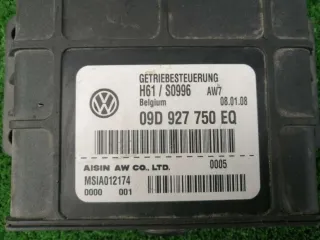 GETRIEBESTEUERUNG
H61 / S0996 AW7
Belgium 08.01.08
09D 927 750 EQ
AISIN AW CO., LTD. 0005
MSIA012174
0000 001